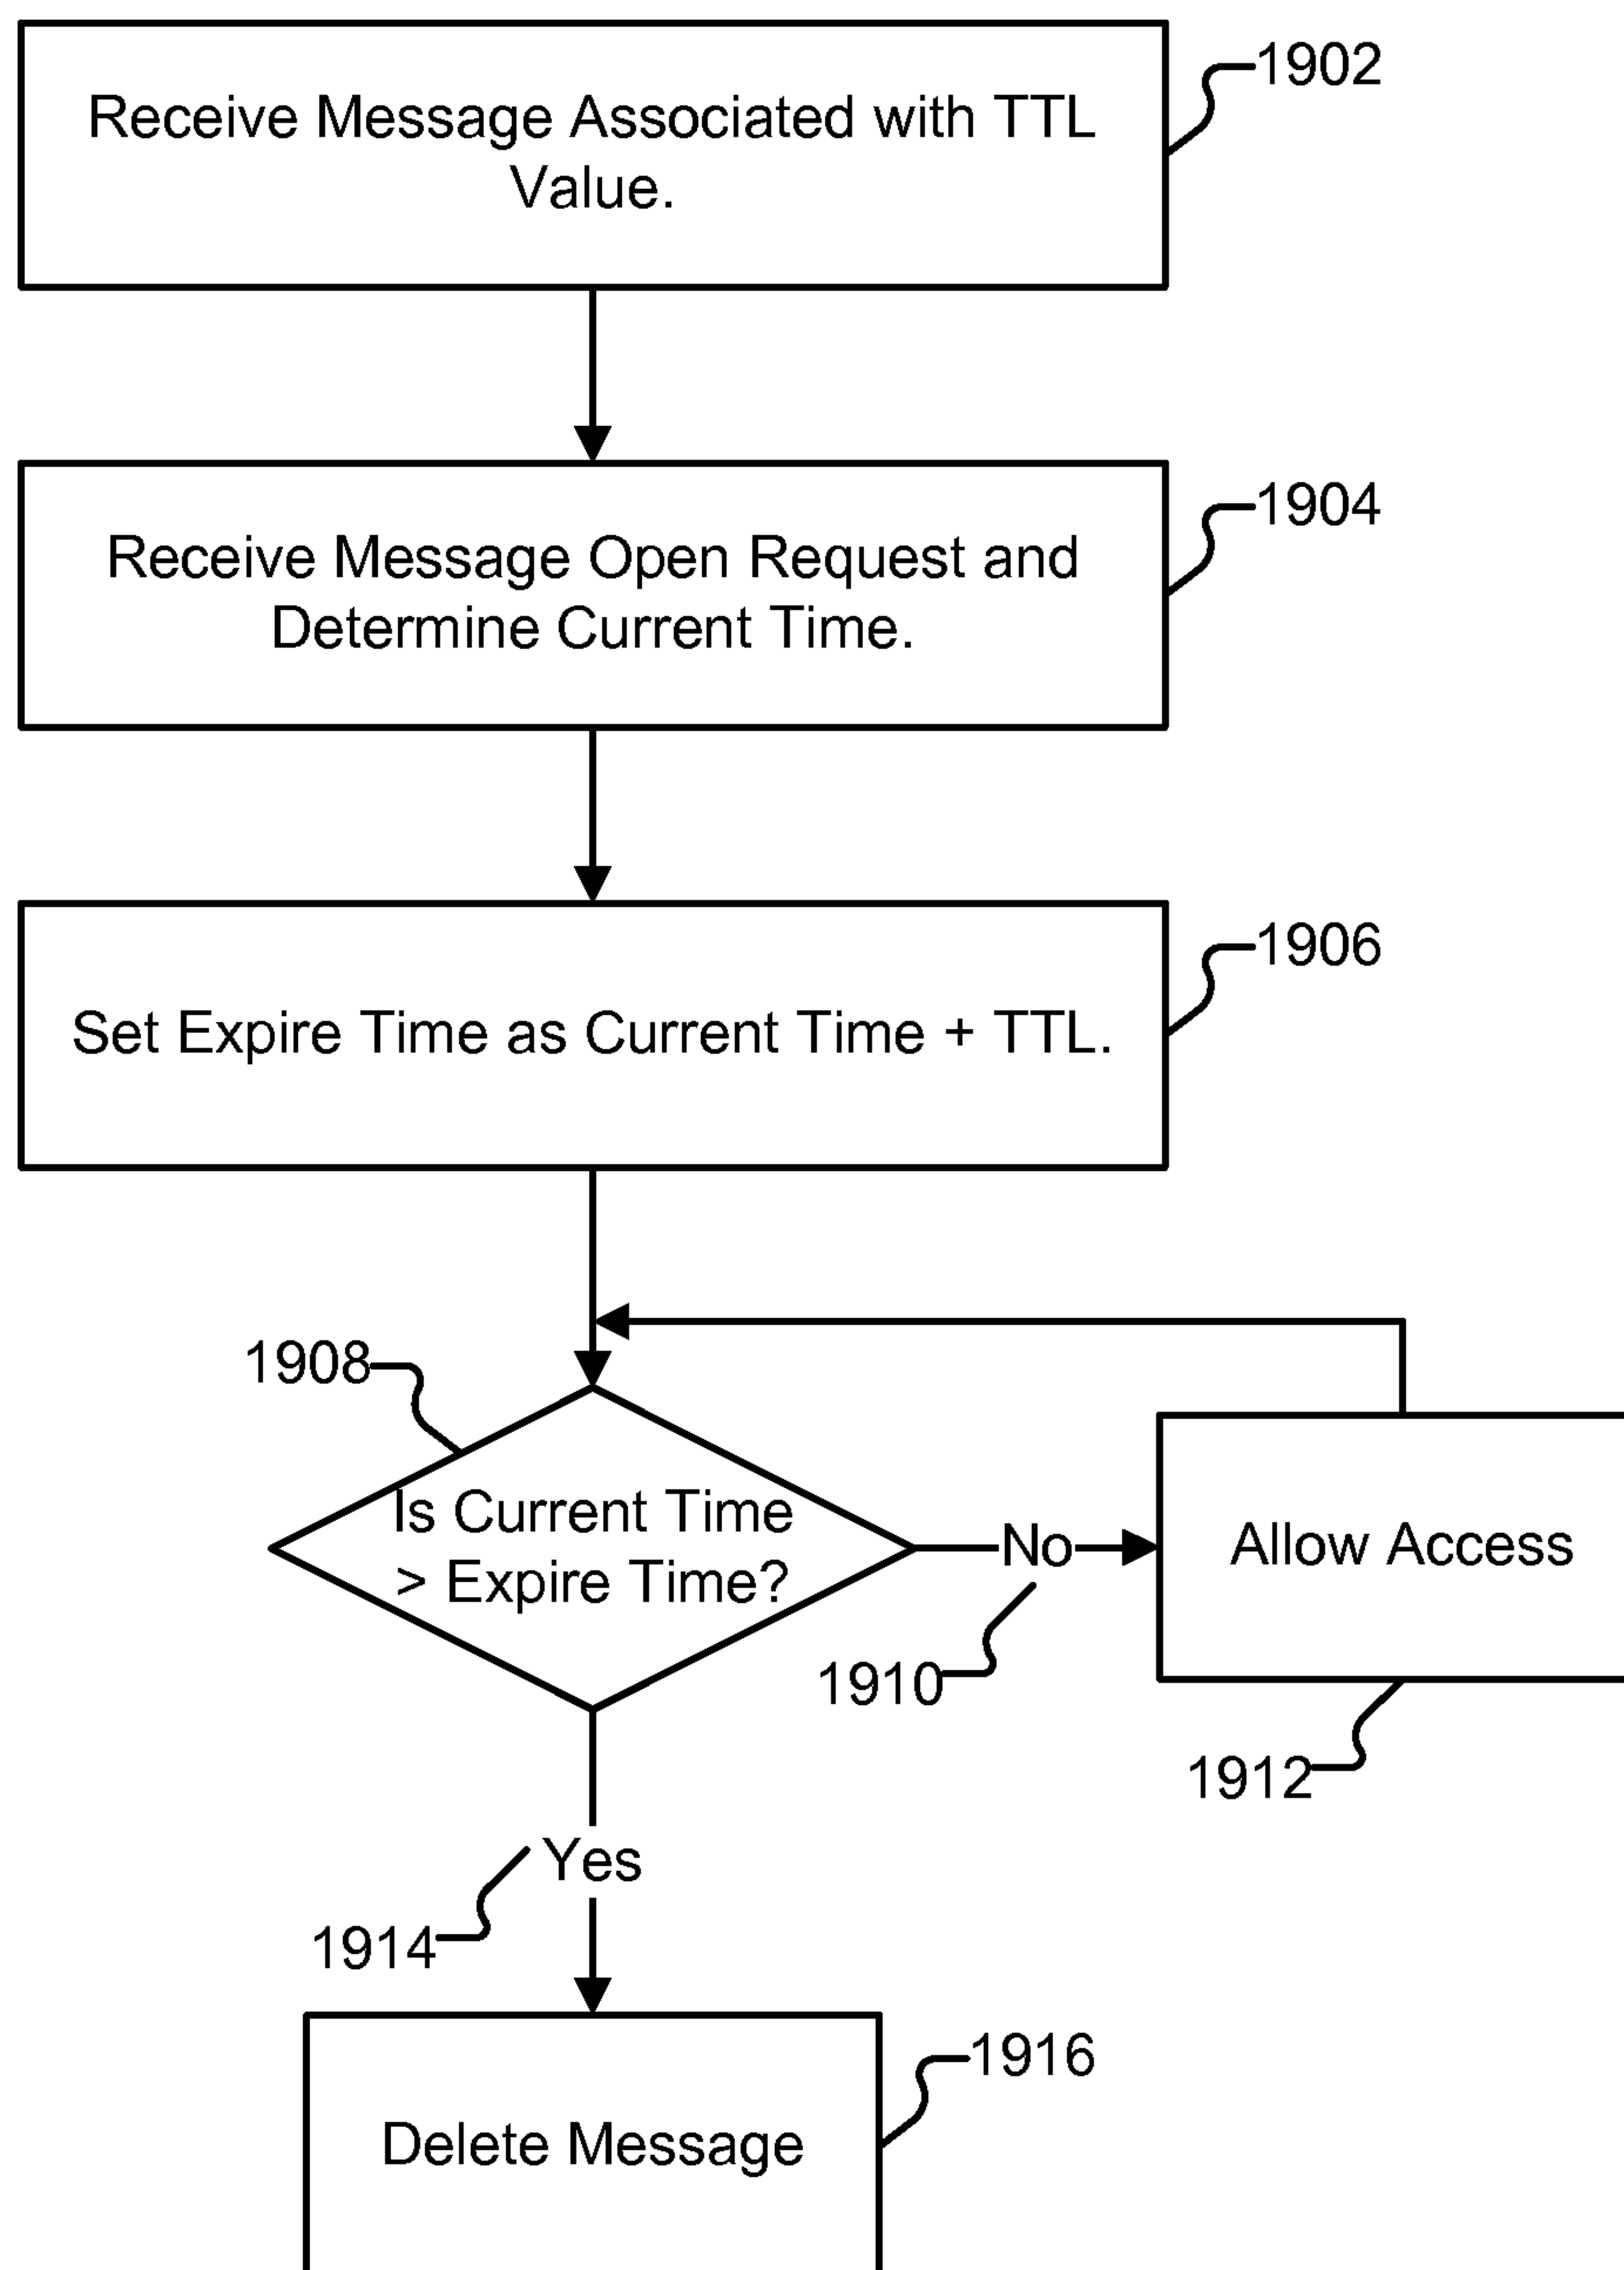 Receive Message Associated with TTL
Value.
1902
Receive Message Open Request and
Determine Current Time.
1904
Set Expire Time as Current Time + TTL.
1906
1908
Is Current Time
> Expire Time?
No
1910
Allow Access
1912
Yes
1914
Delete Message
1916